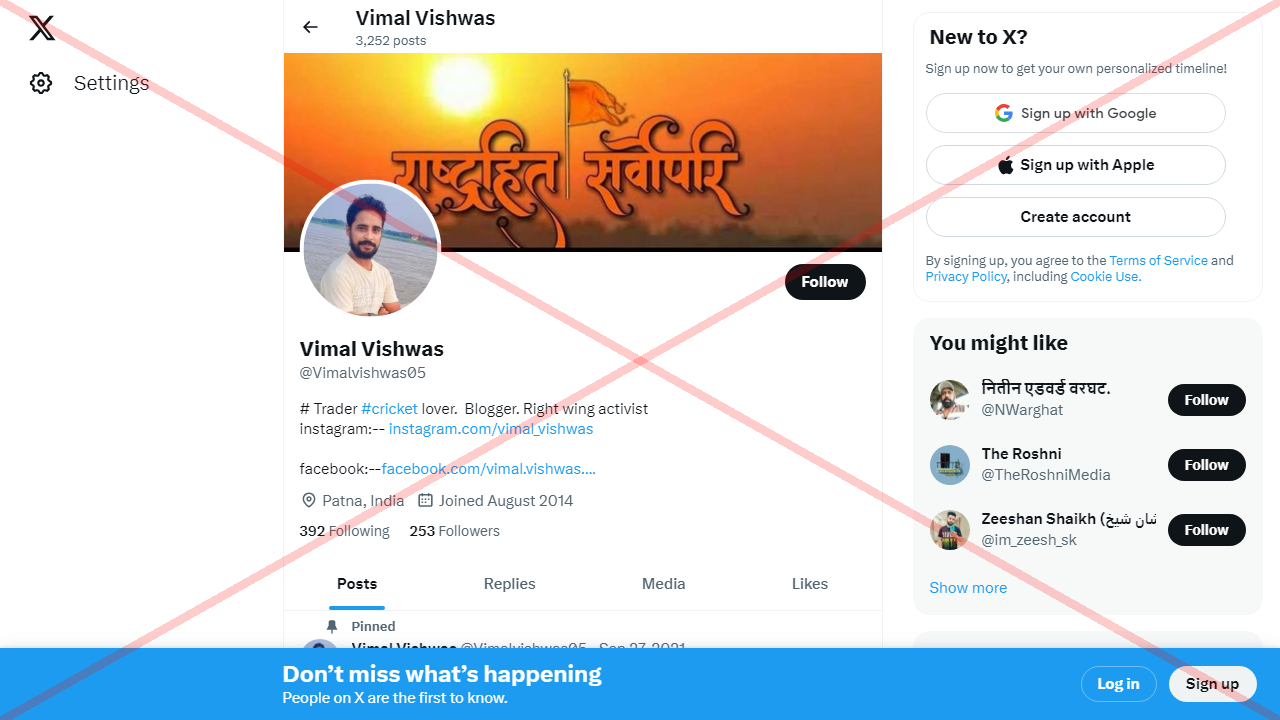 Settings
Vimal Vishwas
3,252 posts
राष्ट्रहित सर्वोपरि
Follow
Vimal Vishwas
@Vimalvishwas05
# Trader #cricket lover. Blogger. Right wing activist
instagram:-- instagram.com/vimal_vishwas
facebook:--facebook.com/vimal.vishwas....
Patna, India Joined August 2014
392 Following 253 Followers
Posts Replies Media Likes
Pinned
Vimal Vishwas @Vimalvishwas05 · Sep 27, 2021
New to X?
Sign up now to get your own personalized timeline!
Sign up with Google
Sign up with Apple
Create account
By signing up, you agree to the Terms of Service and
Privacy Policy, including Cookie Use.
You might like
नितीन एडवर्ड वरघट.
@NWarghat
Follow
The Roshni
@TheRoshniMedia
Follow
Zeeshan Shaikh (شان شيخ
@im_zeesh_sk
Follow
Show more
Don’t miss what’s happening
People on X are the first to know.
Log in
Sign up